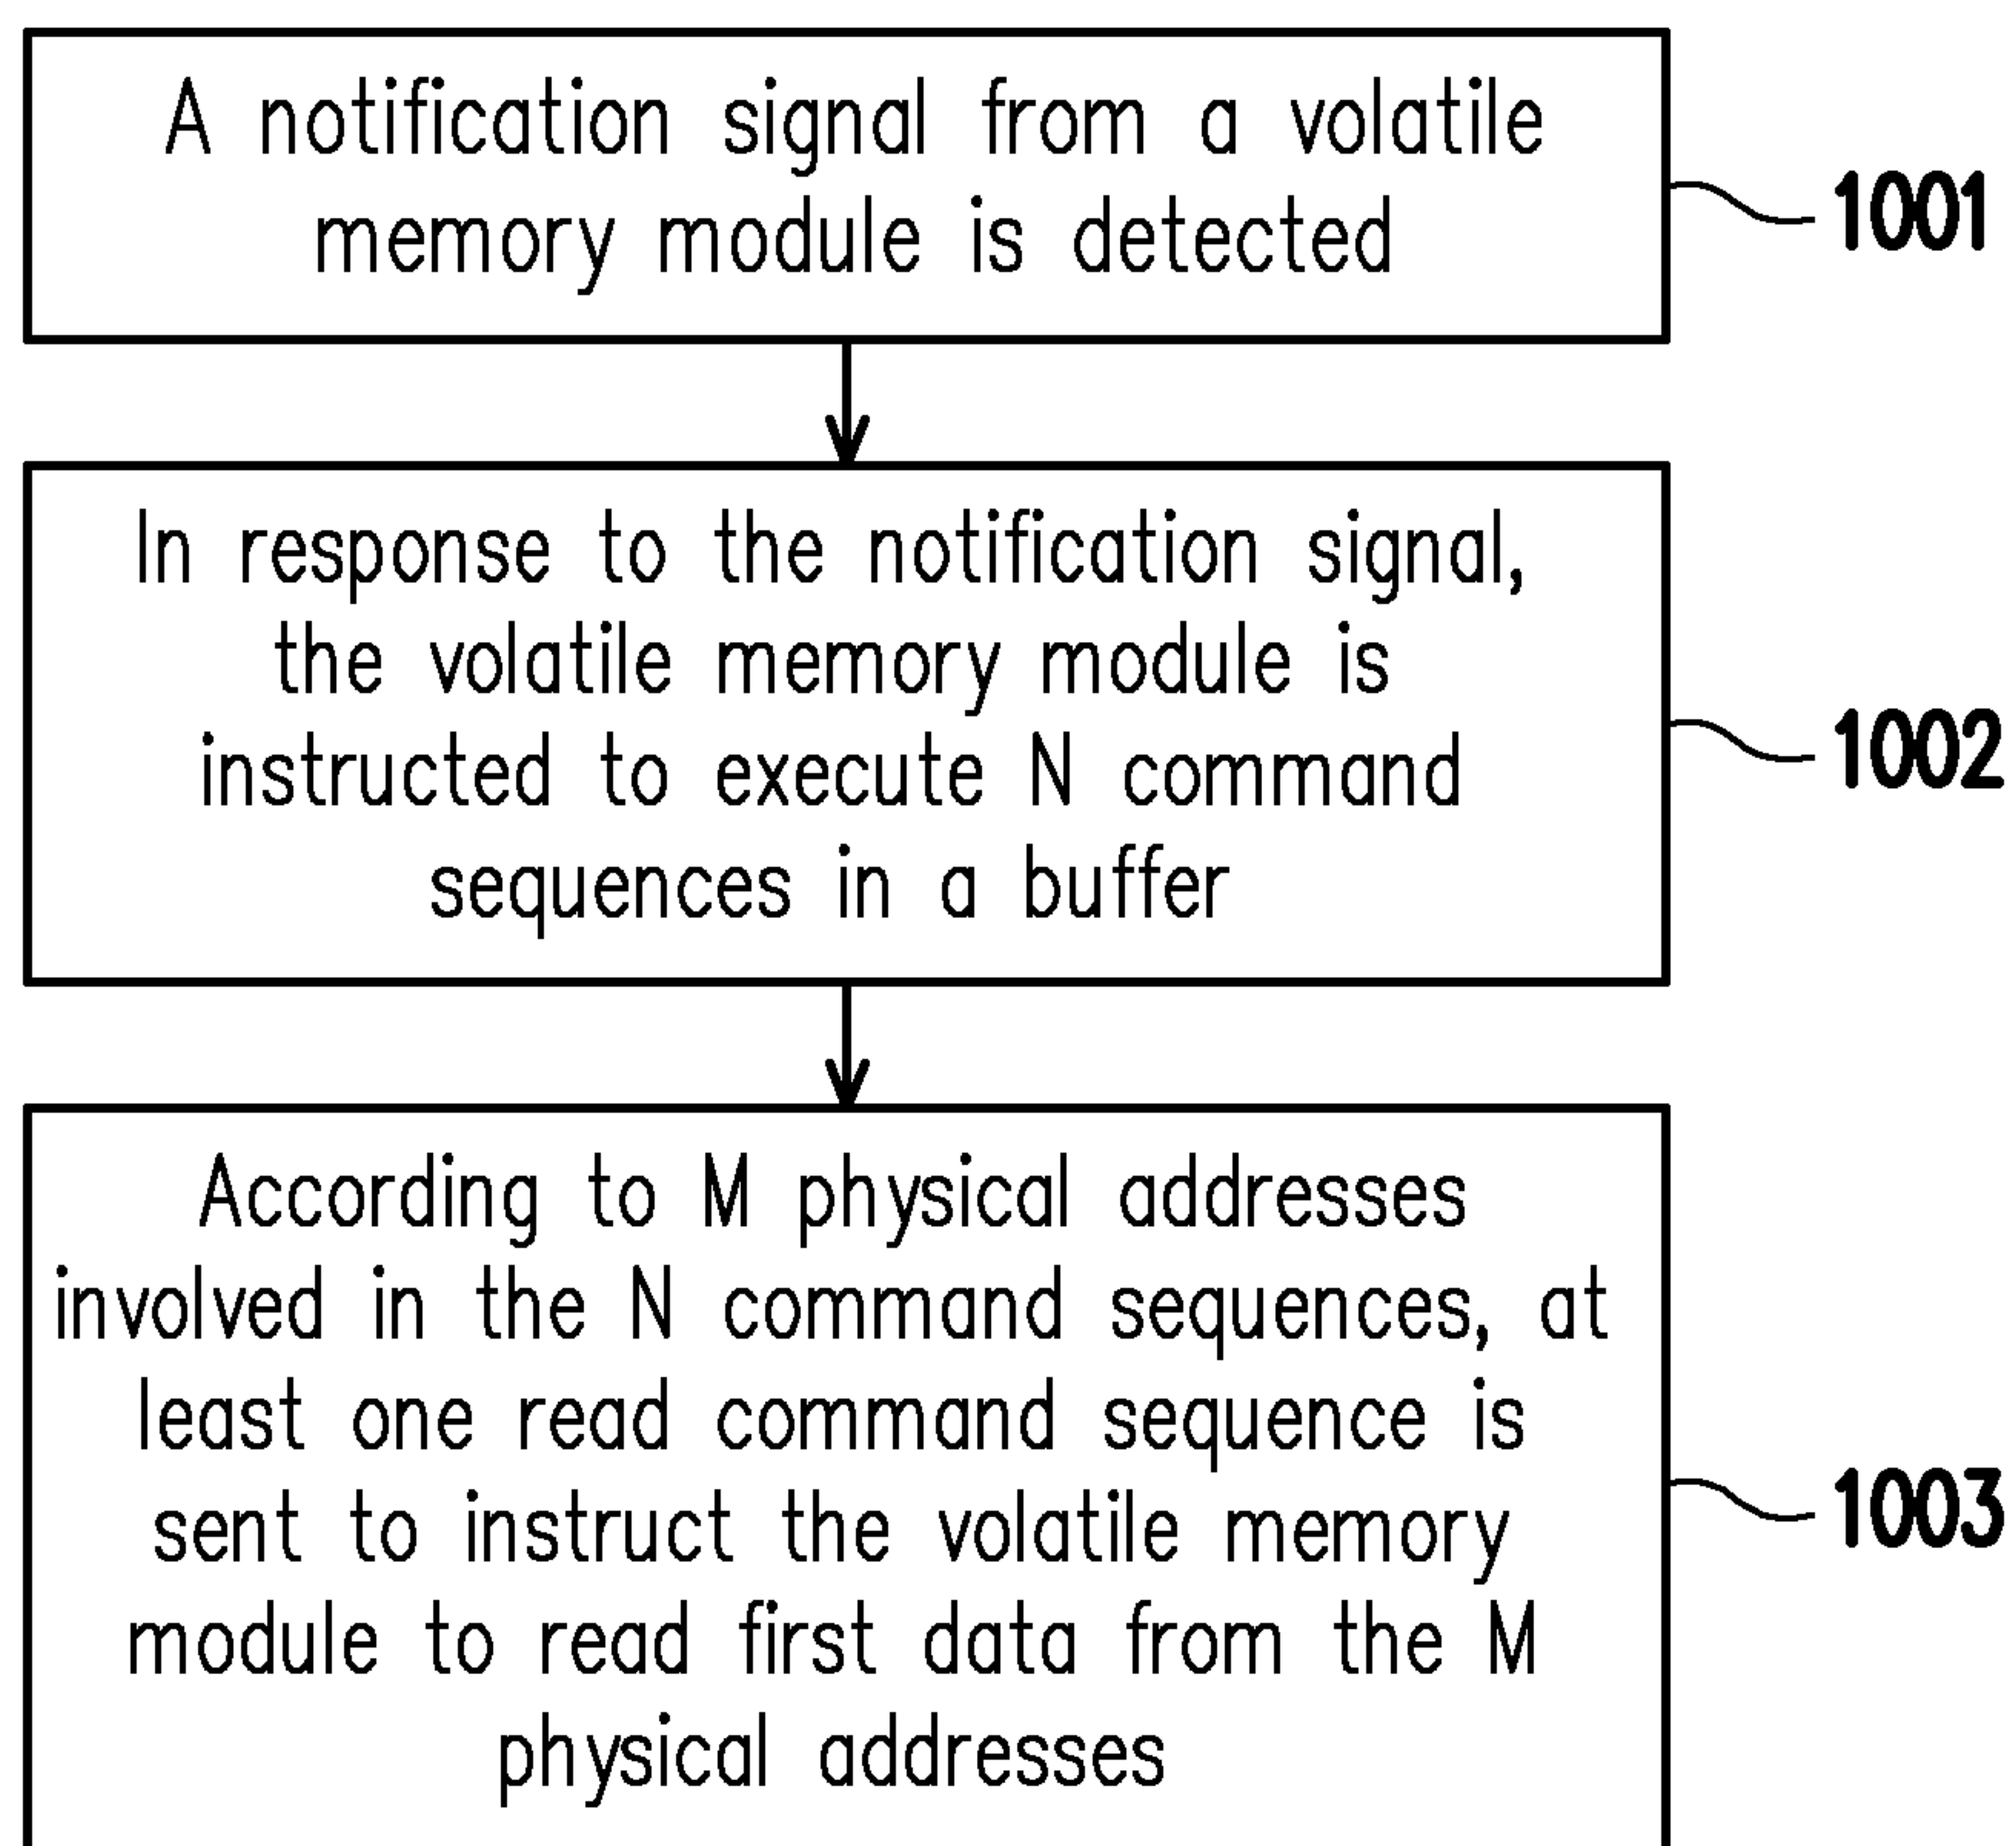 A notification signal from a volatile
memory module is detected
1001
In response to the notification signal,
the volatile memory module is
instructed to execute N command
sequences in a buffer
1002
According to M physical addresses
involved in the N command sequences, at
least one read command sequence is
sent to instruct the volatile memory
module to read first data from the M
physical addresses
1003